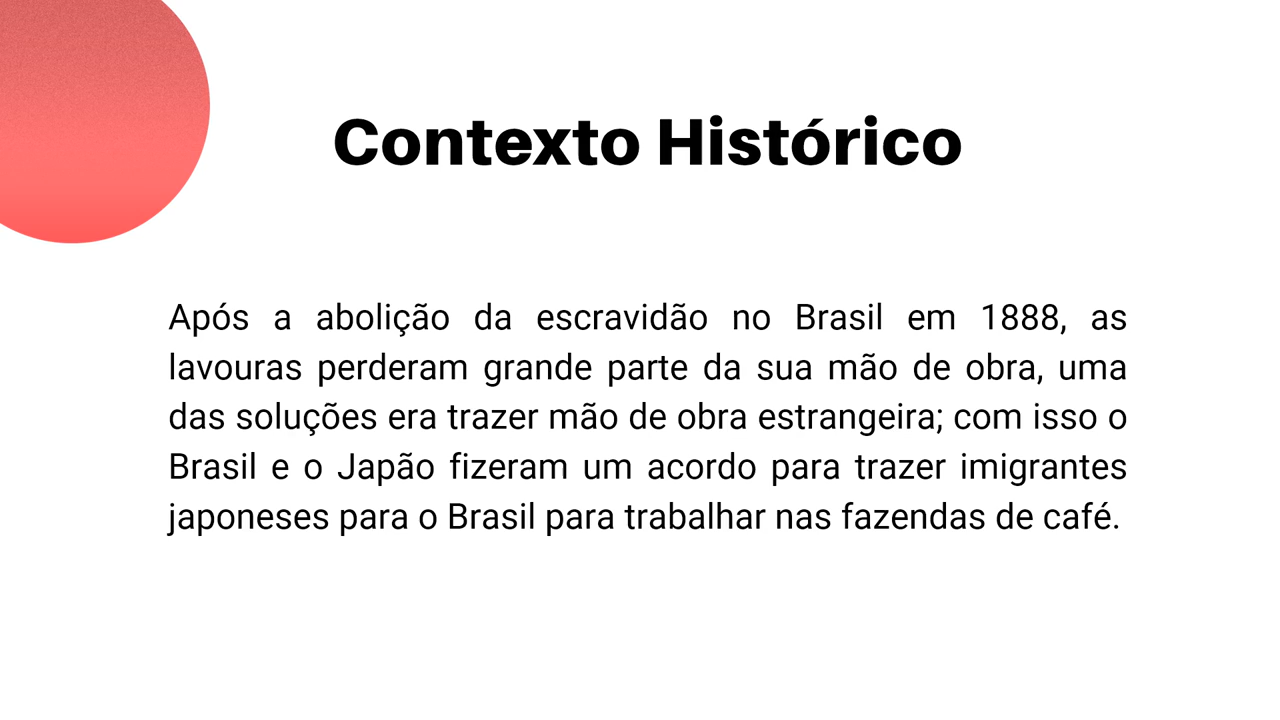 Contexto Histórico
Após a abolição da escravidão no Brasil em 1888, as
lavouras perderam grande parte da sua mão de obra, uma
das soluções era trazer mão de obra estrangeira; com isso o
Brasil e o Japão fizeram um acordo para trazer imigrantes
japoneses para o Brasil para trabalhar nas fazendas de café.